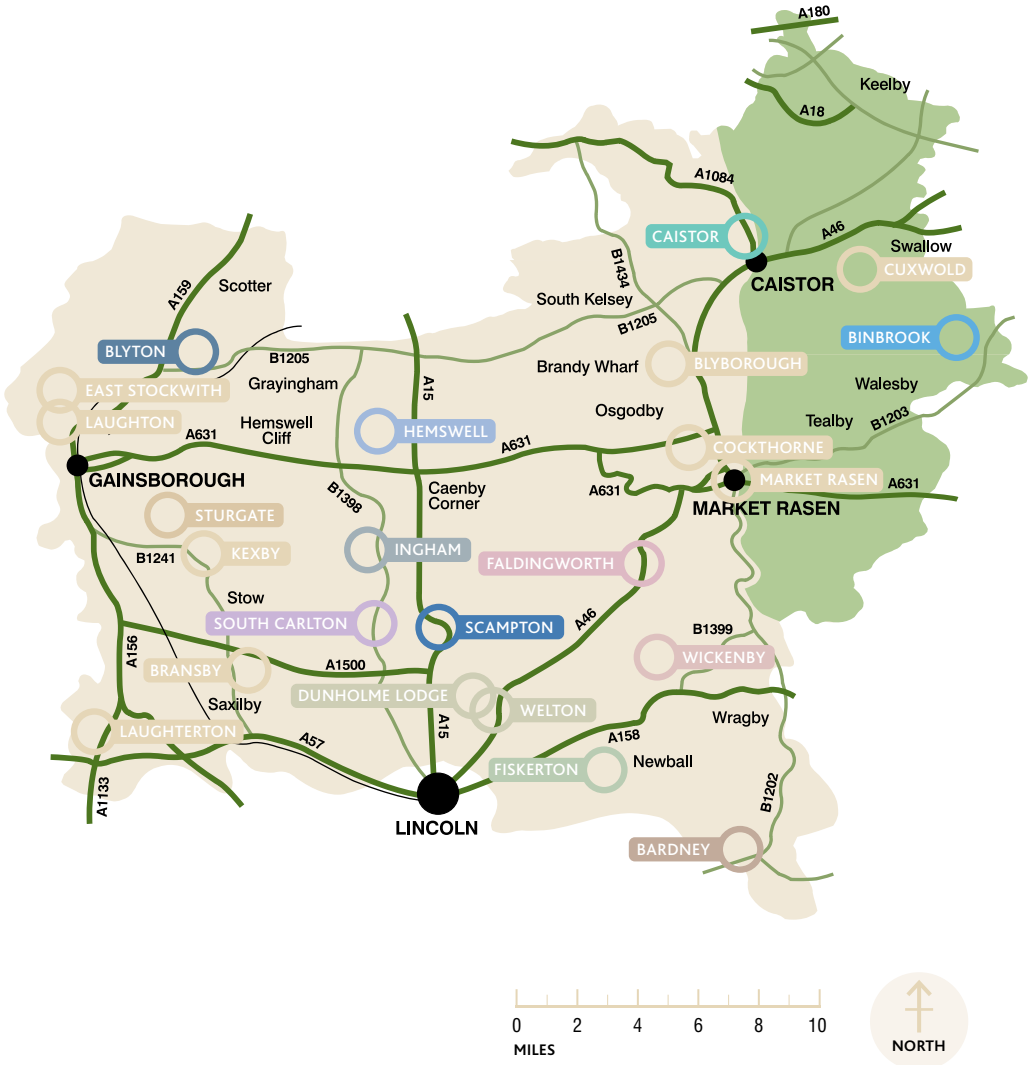 A180
Keelby
A18
A1084
CAISTOR
A46
Swallow
B1434
CUXWOLD
CAISTOR
Scotter
A159
South Kelsey
B1205
BLYTON
B1205
BINBROOK
Grayingham
Brandy Wharf
BLYBOROUGH
EAST STOCKWITH
A15
Walesby
LAUGHTON
Hemswell
Cliff
HEMSWELL
Osgodby
Tealby
B1203
A631
A631
COCKTHORNE
GAINSBOROUGH
B1398
Caenby
Corner
A631
MARKET RASEN
A631
MARKET RASEN
STURGATE
B1241
KEXBY
INGHAM
FALDINGWORTH
Stow
SOUTH CARLTON
SCAMPTON
A46
B1399
A156
BRANSBY
A1500
WICKENBY
DUNHOLME LODGE
WELTON
Saxilby
Wragby
LAUGHTERTON
A57
A15
A158
Newball
FISKERTON
A1133
B1202
LINCOLN
BARDNEY
0 2 4 6 8 10
MILES
NORTH